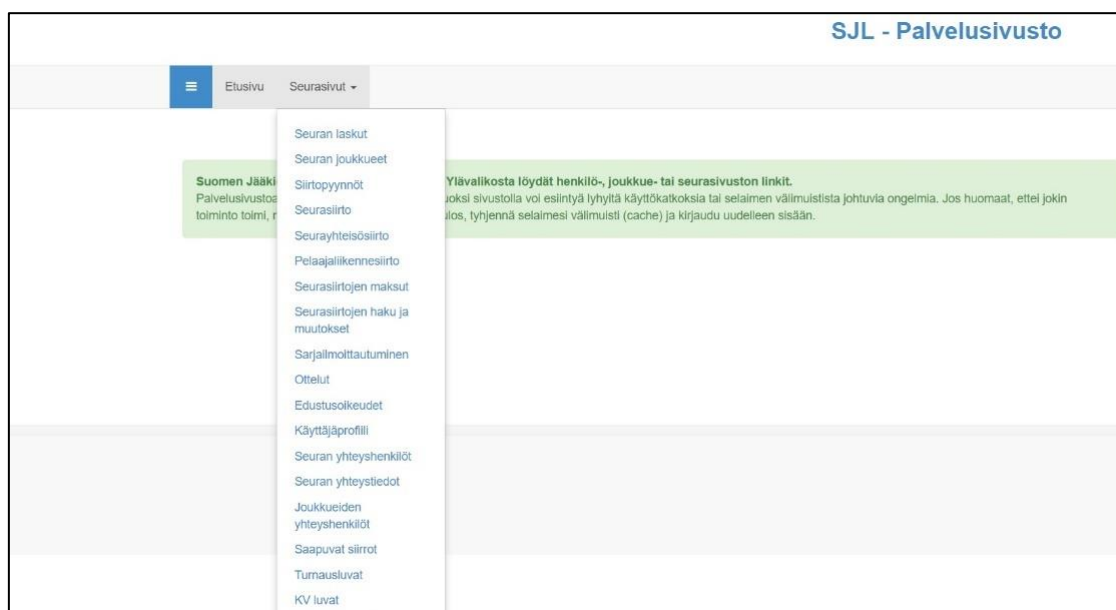 SJL - Palvelusivusto
Etusivu Seurasivut
Seuran laskut
Seuran joukkueet
Siirtopyynnöt
Seurasiirto
Seurayhteisösiirto
Pelaajaliikennesiirto
Seurasiirtojen maksut
Seurasiirtojen haku ja
muutokset
Sarjailmoittautuminen
Ottelut
Edustusoikeudet
Käyttäjäprofiili
Seuran yhteyshenkilöt
Seuran yhteystiedot
Joukkueiden
yhteyshenkilöt
Saapuvat siirrot
Turnausluvat
KV luvat
Suomen Jääki Ylävalikosta löydät henkilö-, joukkue- tai seurasivuston linkit.
Palvelusivustoa uoksi sivustolla voi esiintyä lyhyitä käyttökatkoksia tai selaimen välimuistista johtuvia ongelmia. Jos huomaat, ettei jokin
toiminto toimi, ulos, tyhjennä selaimesi välimuisti (cache) ja kirjaudu uudelleen sisään.